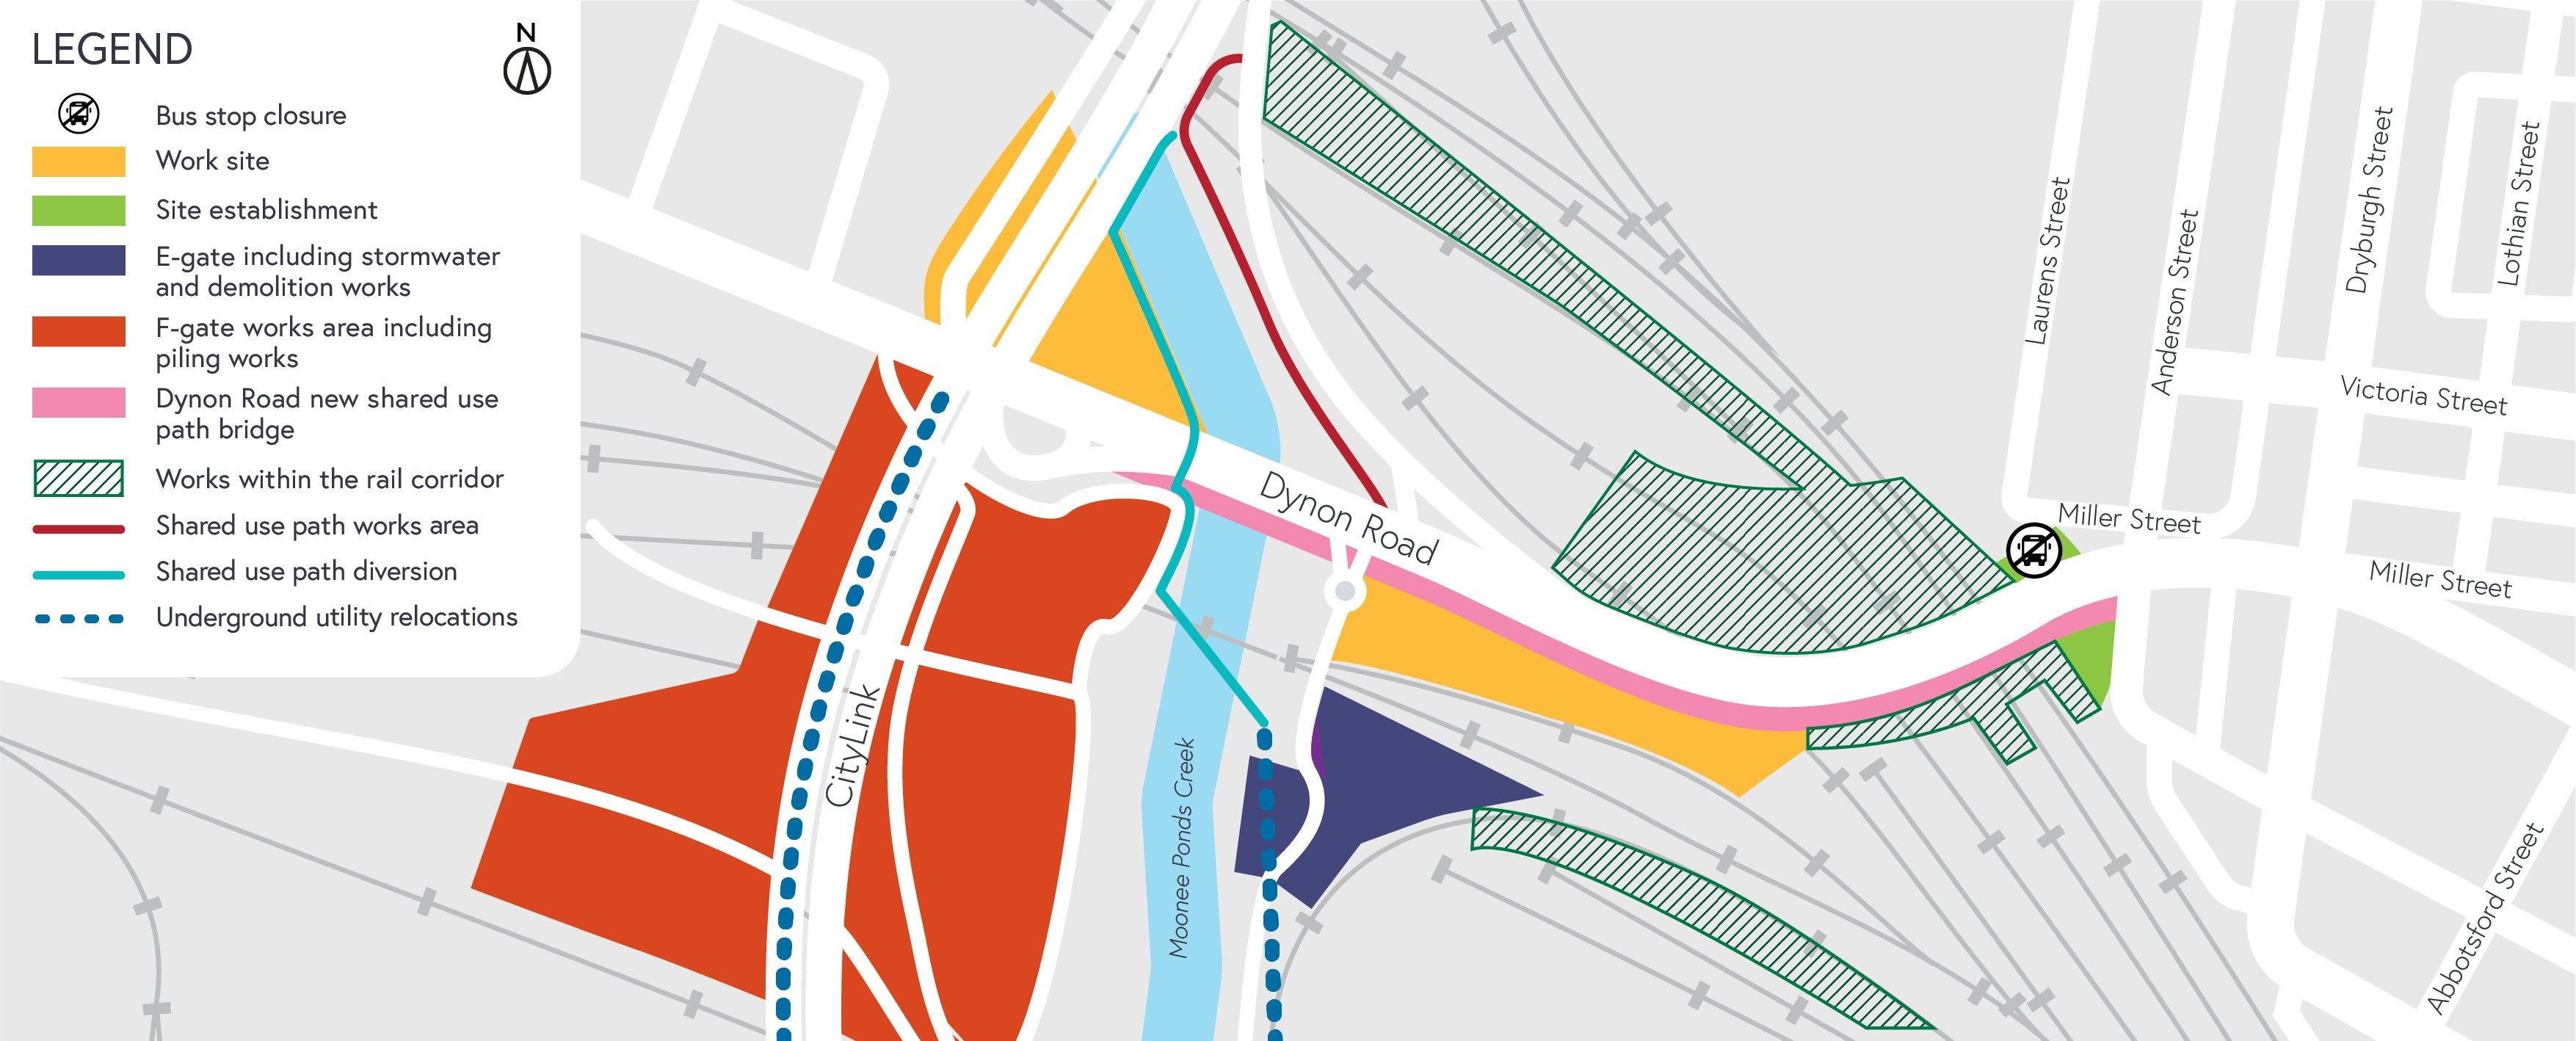 LEGEND
N
Bus stop closure
Work site
Site establishment
E-gate including stormwater
and demolition works
F-gate works area including
piling works
Dynon Road new shared use
path bridge
Works within the rail corridor
Shared use path works area
Shared use path diversion
Underground utility relocations
CityLink
Moonee Ponds Creek
Dynon Road
Laurens Street
Anderson Street
Dryburgh Street
Lothian Street
Victoria Street
Miller Street
Miller Street
Abbotsford Street